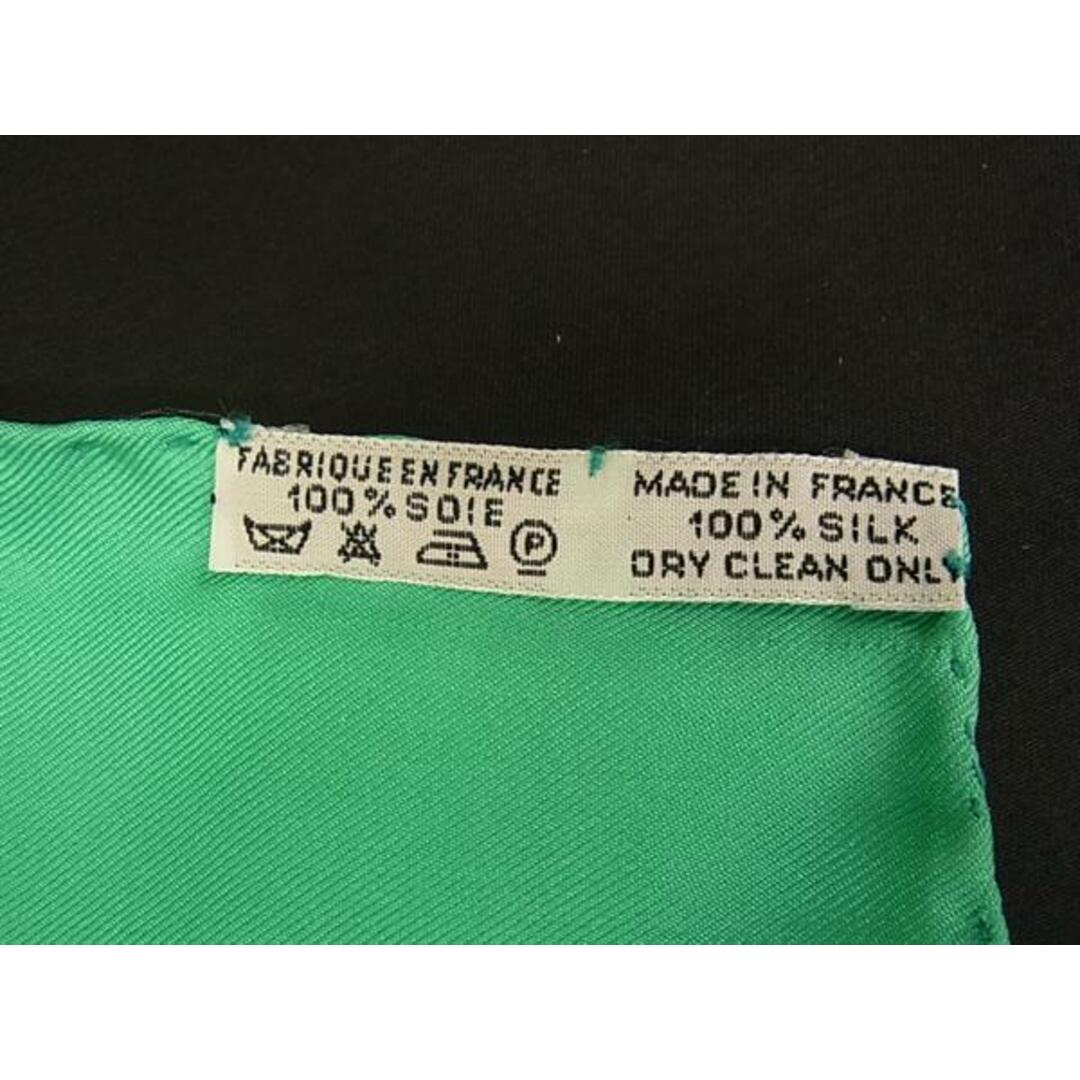 FABRIQUE EN FRANCE
100% SOIE
P
MADE IN FRANCE
100% SILK
DRY CLEAN ONLY